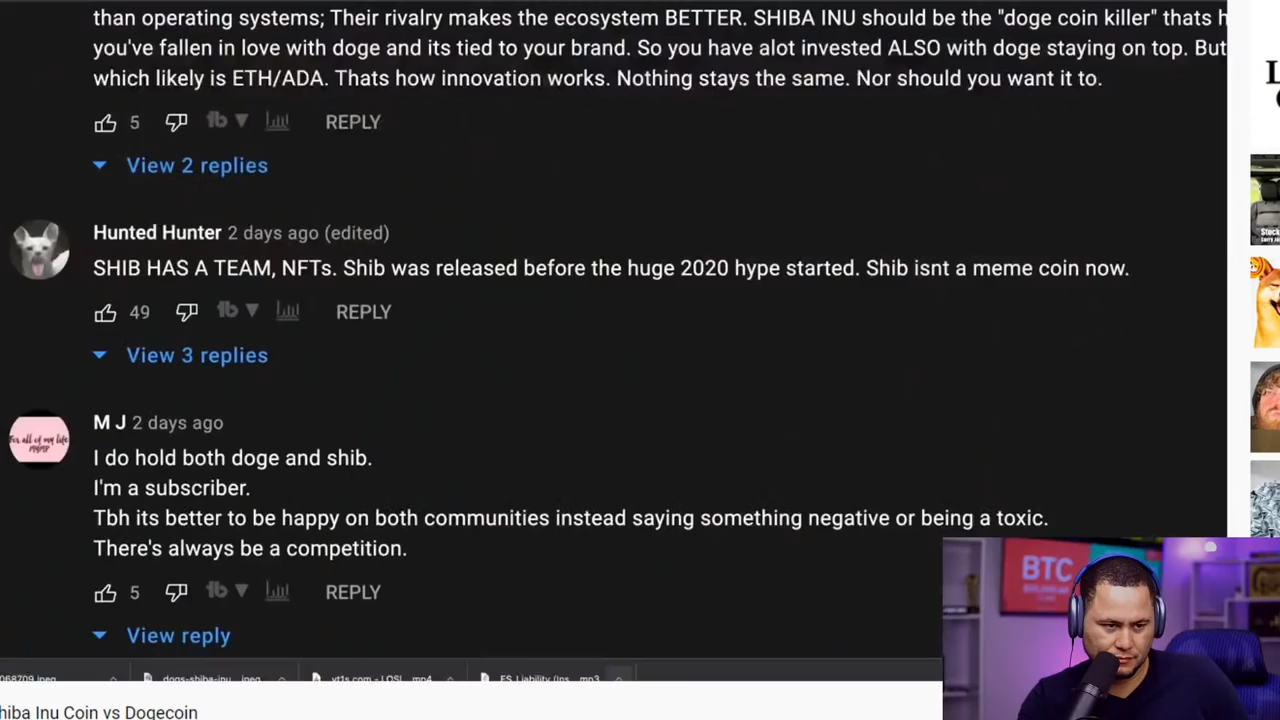 than operating systems; Their rivalry makes the ecosystem BETTER. SHIBA INU should be the "doge coin killer" thats
you've fallen in love with doge and its tied to your brand. So you have alot invested ALSO with doge staying on top. But
which likely is ETH/ADA. Thats how innovation works. Nothing stays the same. Nor should you want it to.
5 REPLY
View 2 replies
Hunted Hunter 2 days ago (edited)
SHIB HAS A TEAM, NFTs. Shib was released before the huge 2020 hype started. Shib isnt a meme coin now.
49 REPLY
View 3 replies
M J 2 days ago
I do hold both doge and shib.
I'm a subscriber.
Tbh its better to be happy on both communities instead saying something negative or being a toxic.
There's always be a competition.
5 REPLY
View reply
BTC
hiba Inu Coin vs Dogecoin